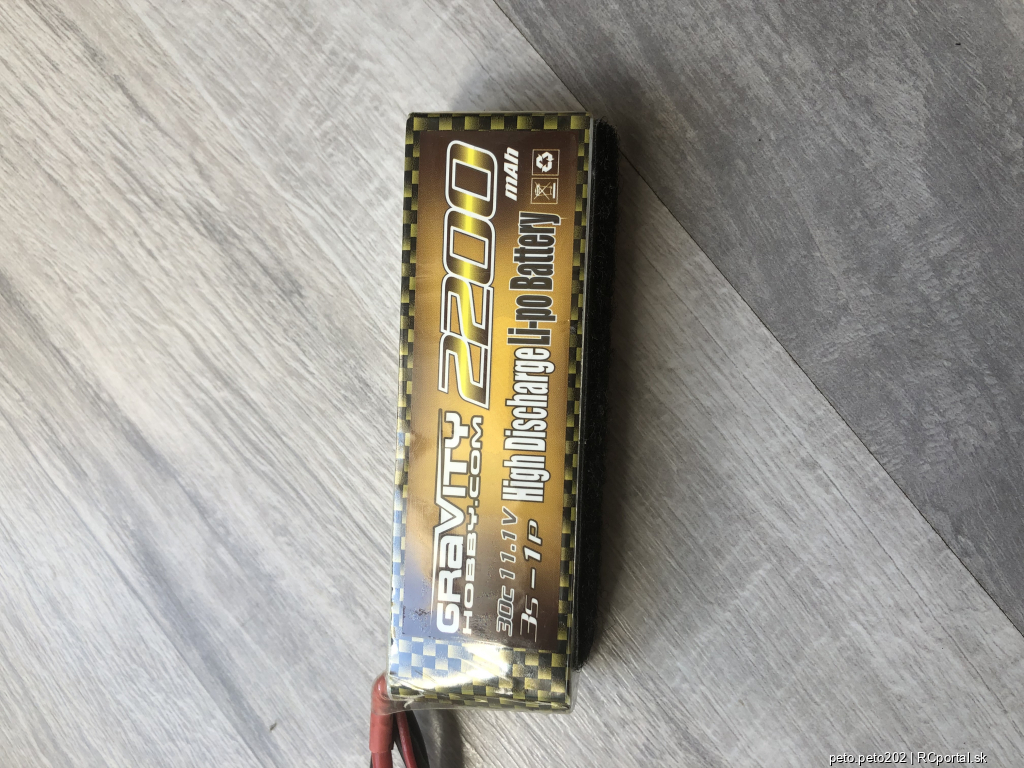 GRAVITY
HOBBY.COM
2200
mAh
30C 11.1V
3S-1P
High Discharge Li-po Battery
peto.peto202 | RCportal.sk